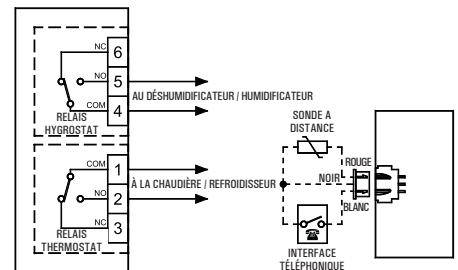 NC
6
NO
5
AU DÉSHUMIDIFICATEUR / HUMIDIFICATEUR
COM
4
RELAIS
HYGROSTAT
COM
1
À LA CHAUDIÈRE / REFROIDISSEUR
NO
2
NC
3
RELAIS
THERMOSTAT
SONDE A
DISTANCE
ROUGE
NOIR
BLANC
INTERFACE
TÉLÉPHONIQUE